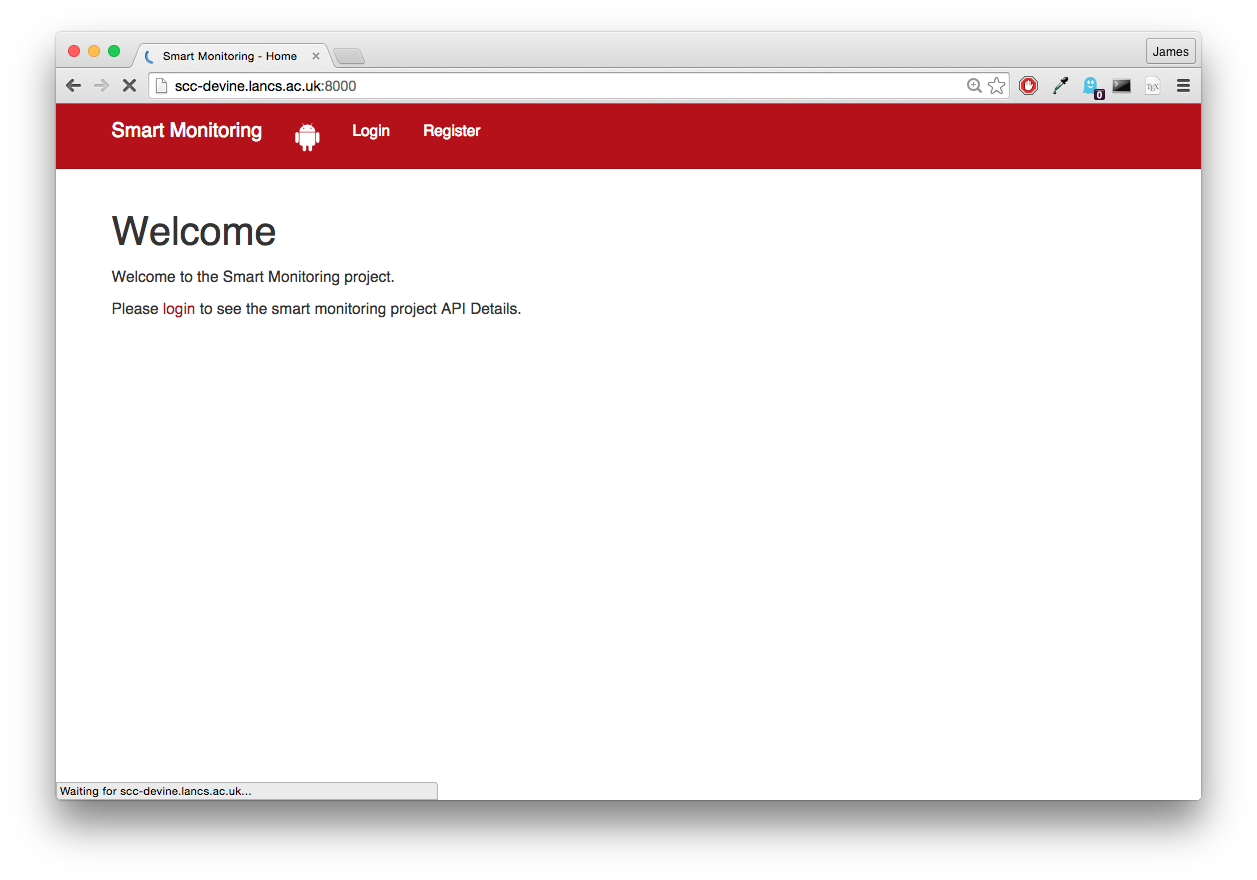 Smart Monitoring - Home
James
scc-devine.lancs.ac.uk:8000
0
TEX
Smart Monitoring Login Register
Welcome
Welcome to the Smart Monitoring project.
Please login to see the smart monitoring project API Details.
Waiting for scc-devine.lancs.ac.uk...